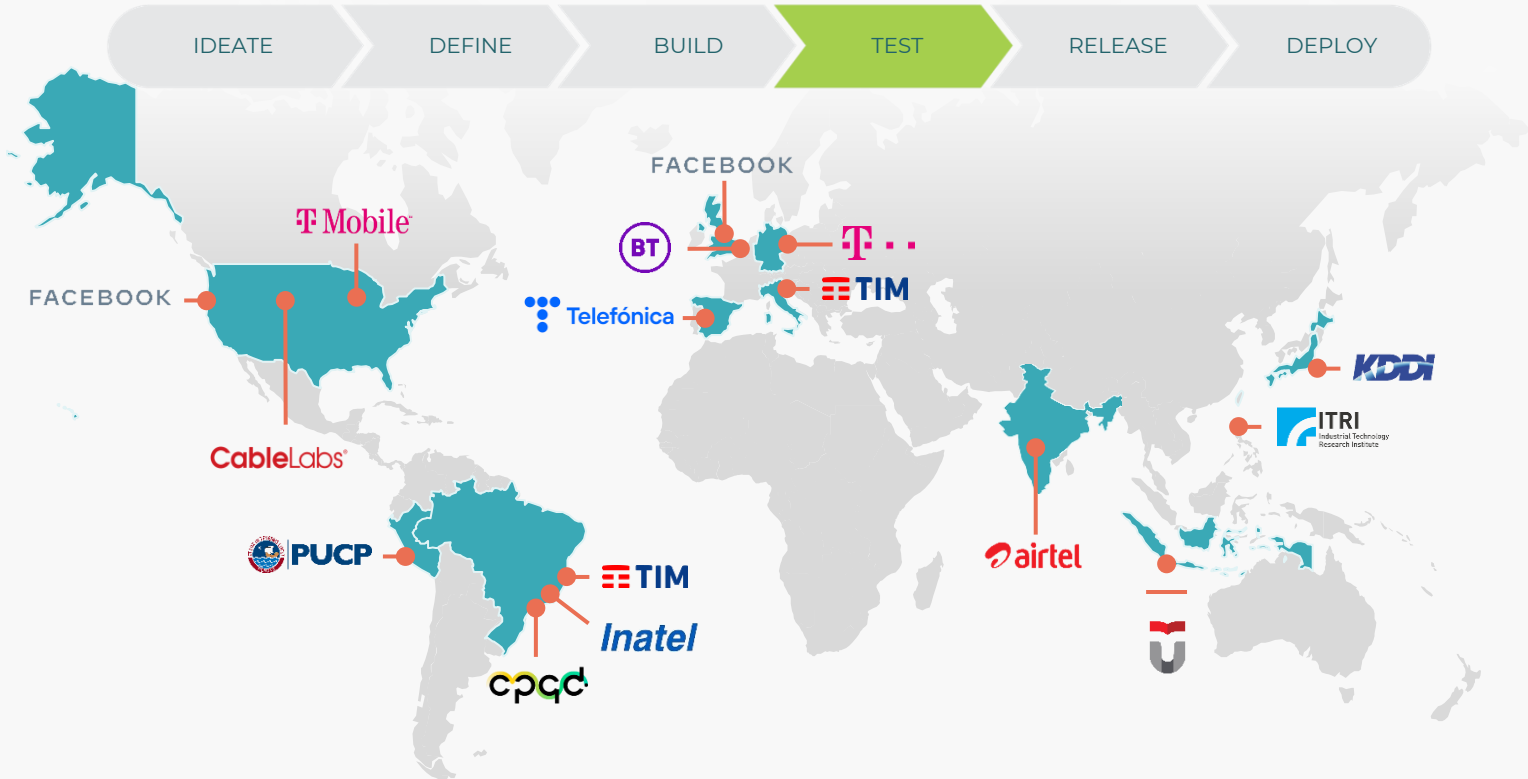 IDEATE
DEFINE
BUILD
TEST
RELEASE
DEPLOY
FACEBOOK
T Mobile
BT
T
FACEBOOK
TIM
Telefónica
KDDI
ITRI
Industrial Technology
Research Institute
CableLabs®
PUCP
airtel
TIM
Inatel
cpqd